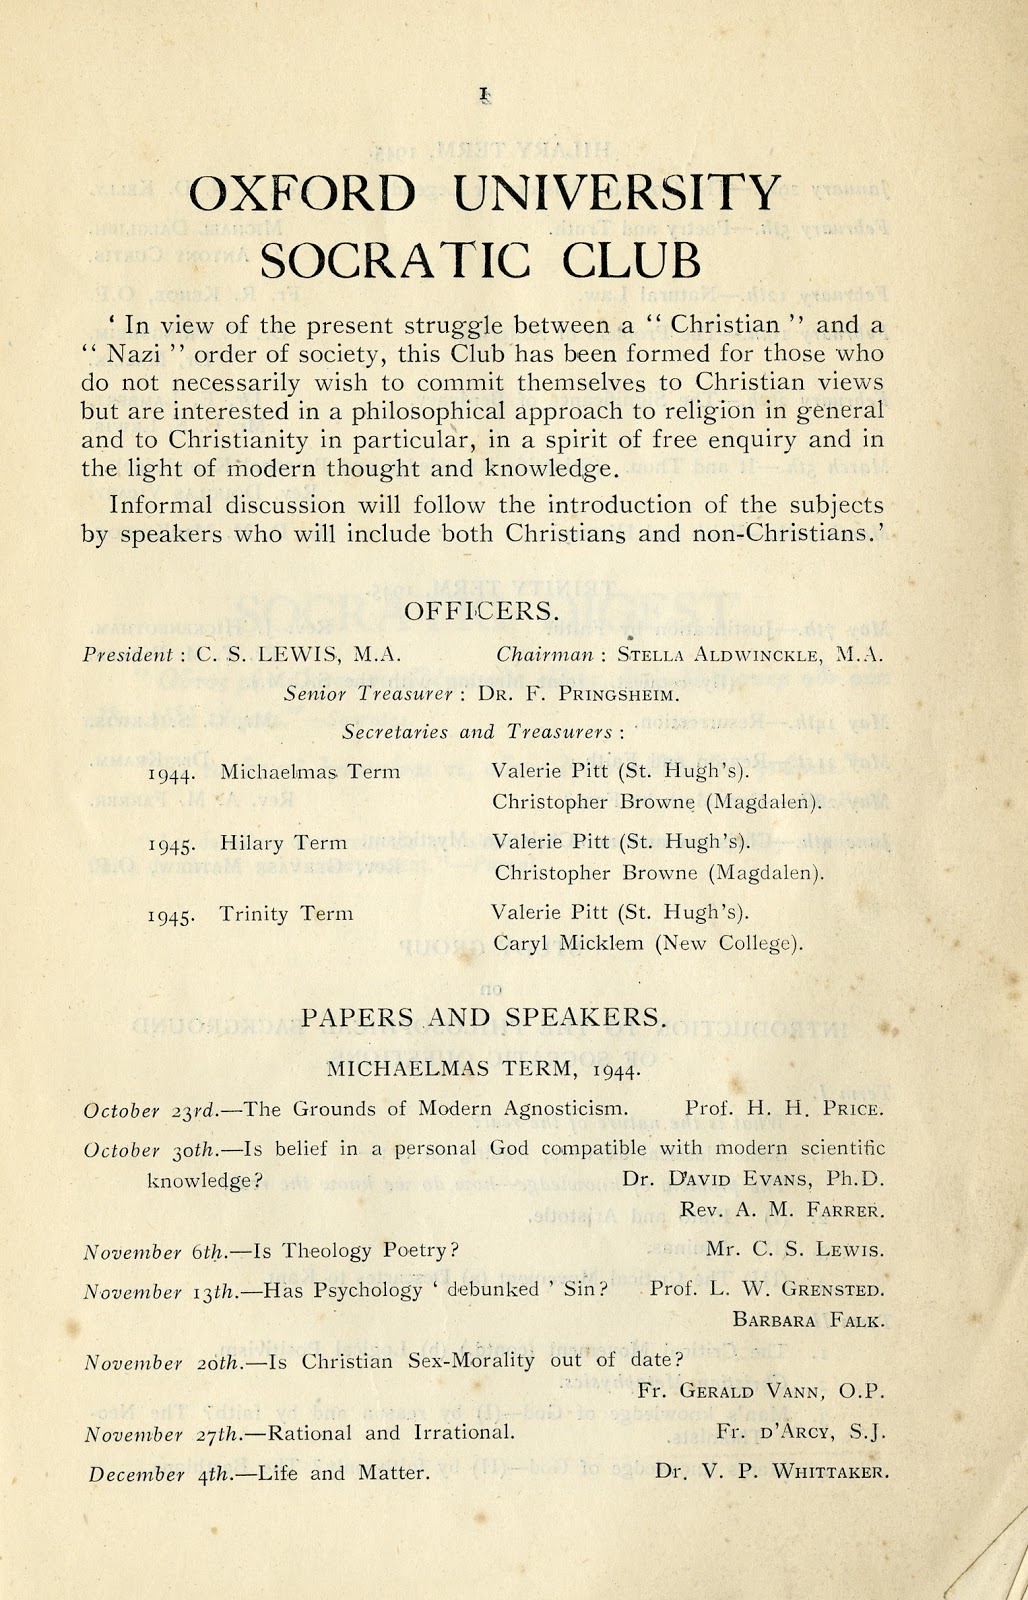 1
OXFORD UNIVERSITY
SOCRATIC CLUB
‘ In view of the present struggle between a “ Christian ” and a
“ Nazi ” order of society, this Club has been formed for those who
do not necessarily wish to commit themselves to Christian views
but are interested in a philosophical approach to religion in general
and to Christianity in particular, in a spirit of free enquiry and in
the light of modern thought and knowledge.
Informal discussion will follow the introduction of the subjects
by speakers who will include both Christians and non-Christians.’
OFFICERS.
President : C. S. LEWIS, M.A. Chairman : STELLA ALDWINCKLE, M.A.
Senior Treasurer : DR. F. PRINGSHEIM.
Secretaries and Treasurers :
1944. Michaelmas Term Valerie Pitt (St. Hugh’s).
Christopher Browne (Magdalen).
1945. Hilary Term Valerie Pitt (St. Hugh’s).
Christopher Browne (Magdalen).
1945. Trinity Term Valerie Pitt (St. Hugh’s).
Caryl Micklem (New College).
PAPERS AND SPEAKERS.
MICHAELMAS TERM, 1944.
October 23rd.—The Grounds of Modern Agnosticism. Prof. H. H. PRICE.
October 30th.—Is belief in a personal God compatible with modern scientific
knowledge? Dr. DAVID EVANS, Ph.D.
Rev. A. M. FARRER.
November 6th.—Is Theology Poetry? Mr. C. S. LEWIS.
November 13th.—Has Psychology ‘ debunked ’ Sin? Prof. L. W. GRENSTED.
BARBARA FALK.
November 20th.—Is Christian Sex-Morality out of date?
Fr. GERALD VANN, O.P.
November 27th.—Rational and Irrational. Fr. D’ARCY, S.J.
December 4th.—Life and Matter. Dr. V. P. WHITTAKER.